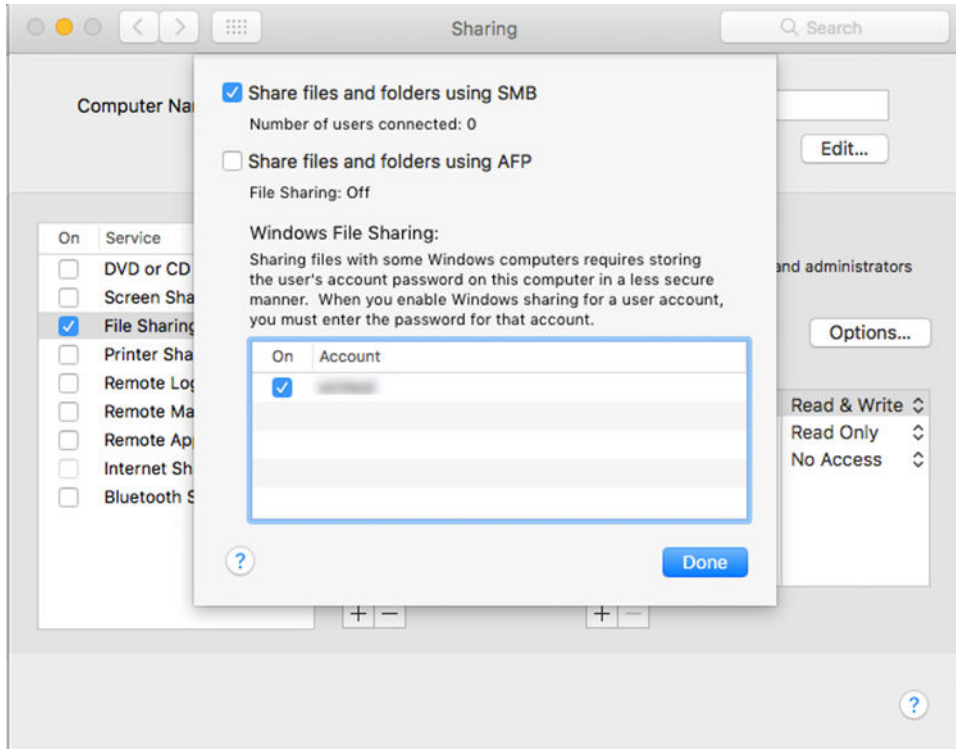 Sharing
Search
Computer Na
Edit...
Share files and folders using SMB
Number of users connected: 0
Share files and folders using AFP
File Sharing: Off
Windows File Sharing:
Sharing files with some Windows computers requires storing
the user's account password on this computer in a less secure
manner. When you enable Windows sharing for a user account,
you must enter the password for that account.
On Account
Done
On Service
DVD or CD
Screen Sha
File Sharing
Printer Sha
Remote Log
Remote Ma
Remote Ap
Internet Sh
Bluetooth S
and administrators
Options...
Read & Write
Read Only
No Access